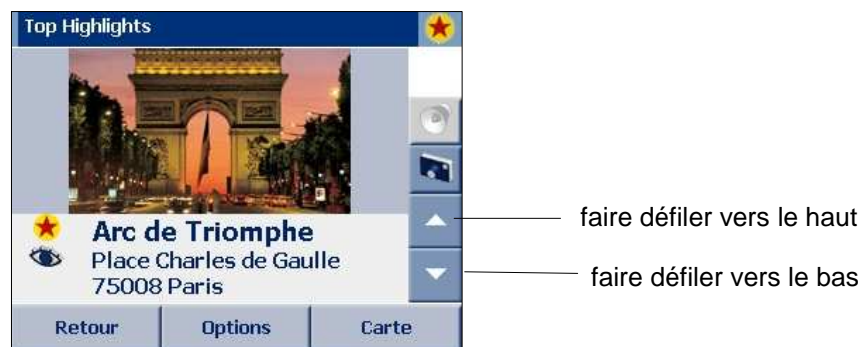 Top Highlights
Arc de Triomphe
Place Charles de Gaulle
75008 Paris
Retour Options Carte
faire défiler vers le haut
faire défiler vers le bas